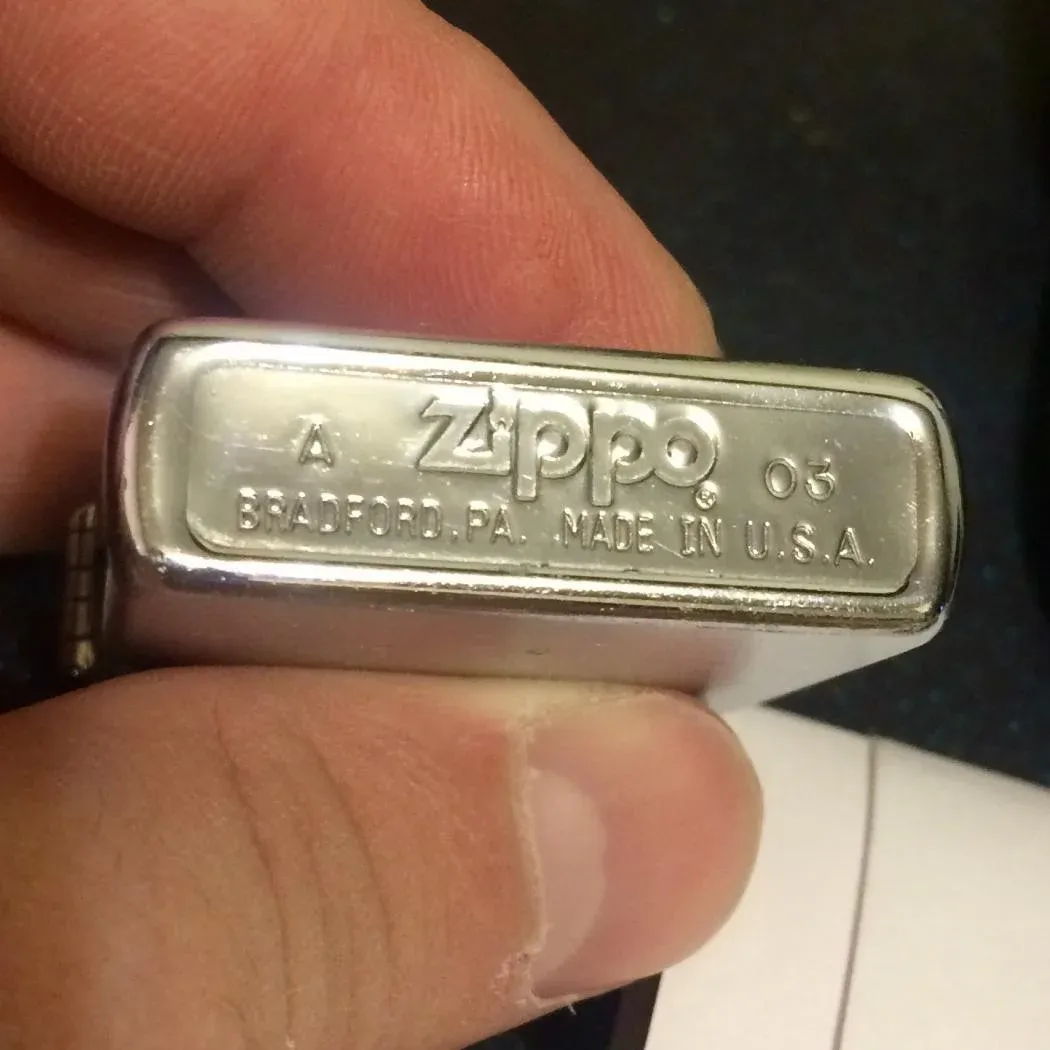 A Zippo® 03
BRADFORD, PA. MADE IN U.S.A.